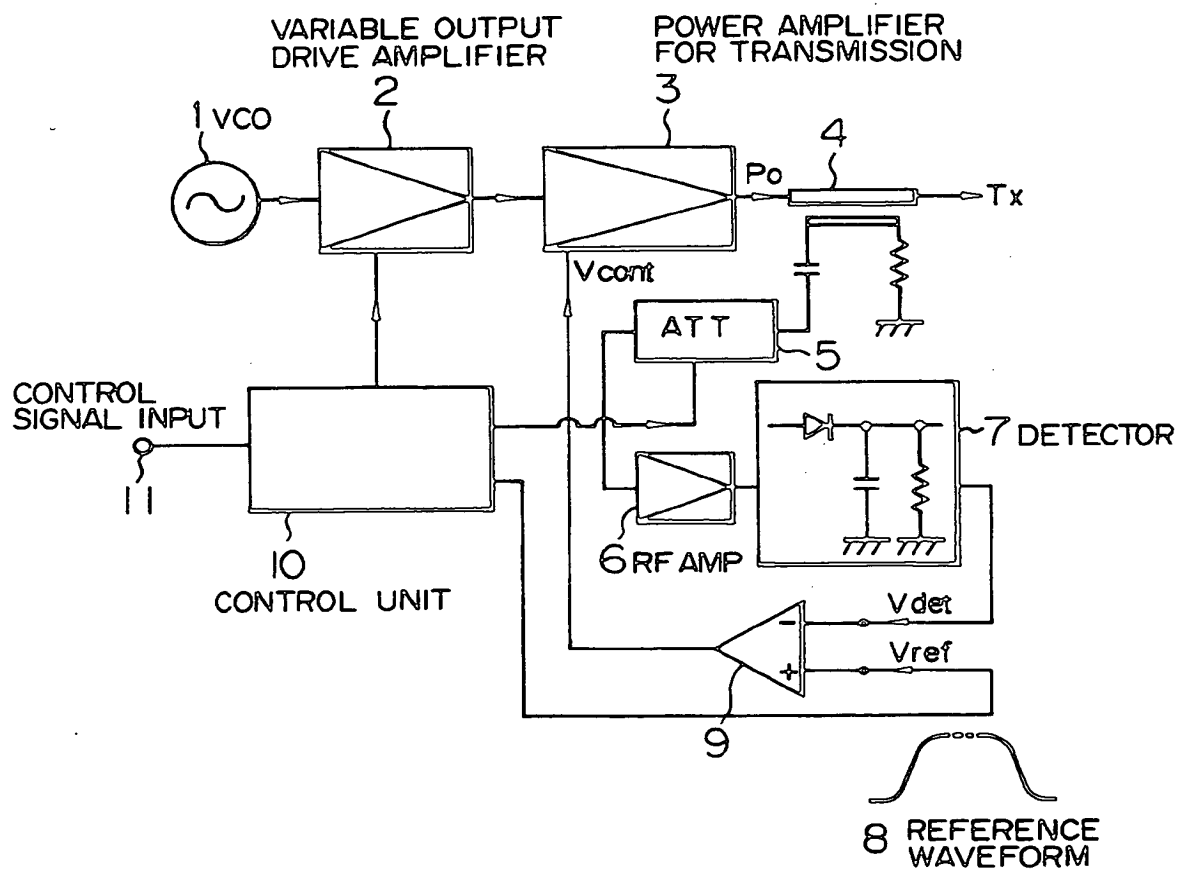 VARIABLE OUTPUT
DRIVE AMPLIFIER
2
POWER AMPLIFIER
FOR TRANSMISSION
3
1 VCO
4
Po
Tx
Vcont
ATT
5
CONTROL
SIGNAL INPUT
11
7 DETECTOR
6 RF AMP
10
CONTROL UNIT
Vdet
-
Vref
+
9
8 REFERENCE
WAVEFORM